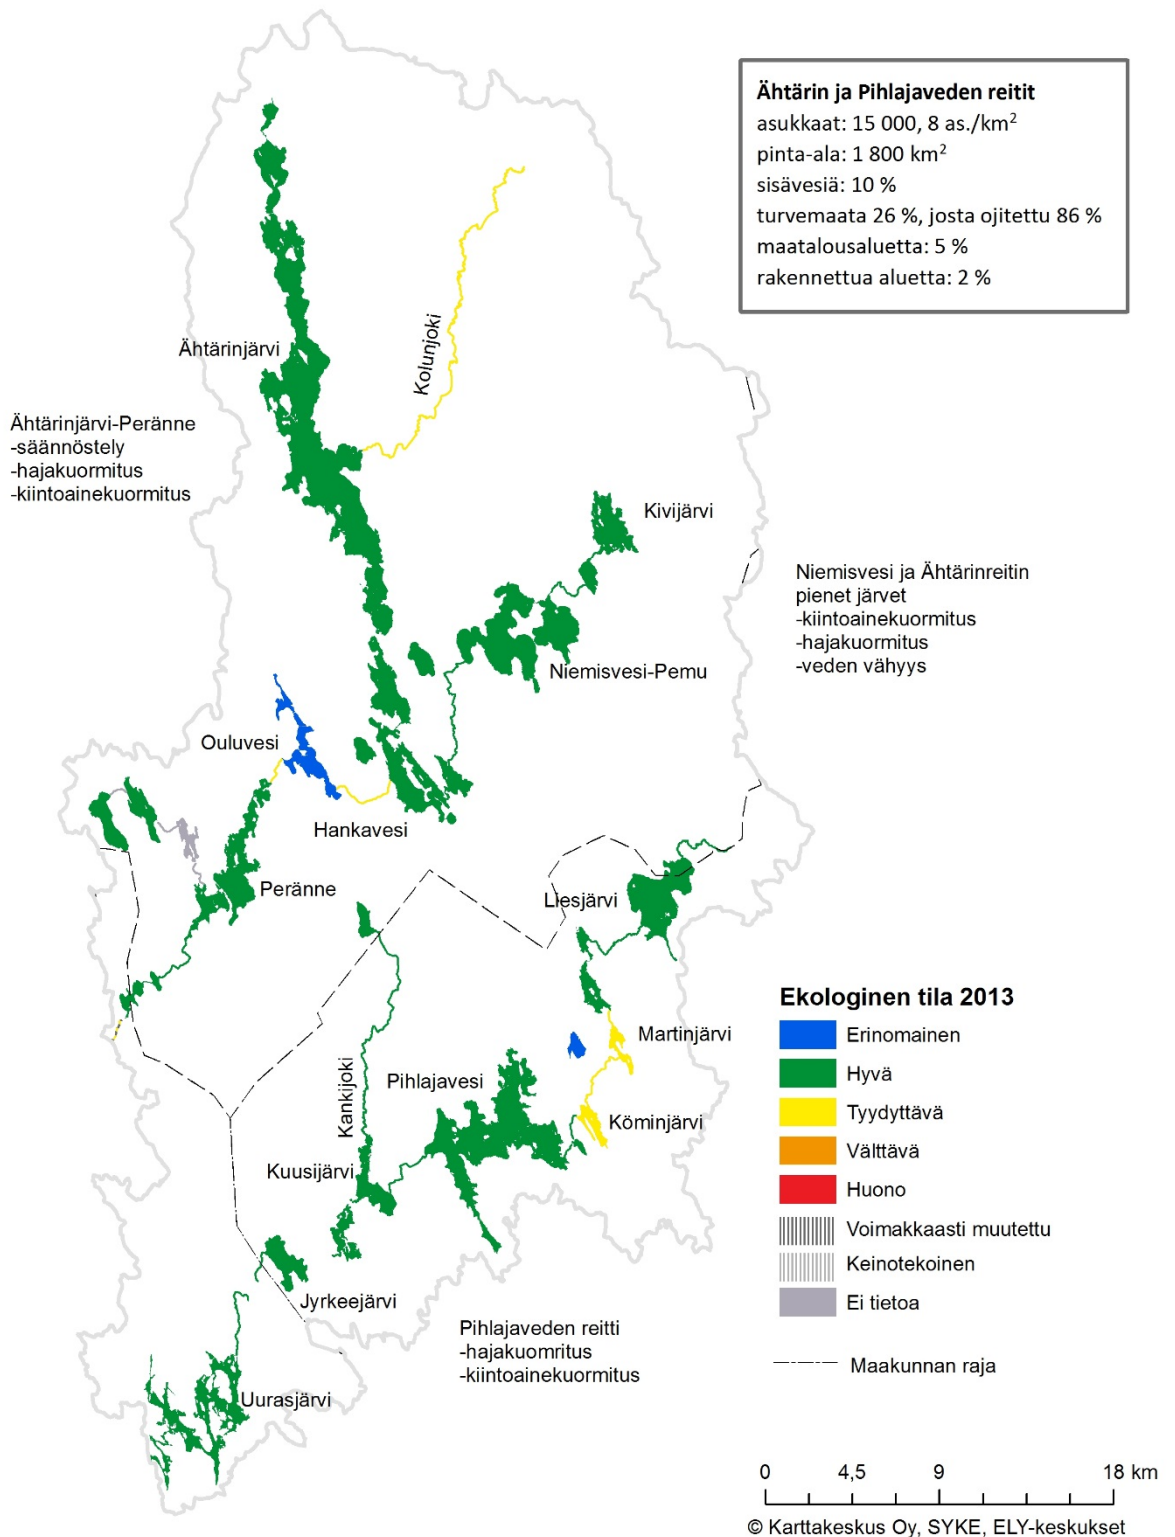 Ähtärin ja Pihlajaveden reitit
asukkaat: 15 000, 8 as./km²
pinta-ala: 1 800 km²
sisävesiä: 10 %
turvemaata 26 %, josta ojitettu 86 %
maatalousaluetta: 5 %
rakennettua aluetta: 2 %
Kolunjoki
Ähtärinjärvi
Ähtärinjärvi-Peränne
-säännöstely
-hajakuormitus
-kiintoainekuormitus
Kivijärvi
Niemisvesi ja Ähtärinreitin
pienet järvet
-kiintoainekuormitus
-hajakuormitus
-veden vähyys
Niemisvesi-Pemu
Ouluvesi
Hankavesi
Peränne
Liesjärvi
Martinjärvi
Pihlajavesi
Kankijoki
Köminjärvi
Kuusijärvi
Jyrkeejärvi
Pihlajaveden reitti
-hajakuomritus
-kiintoainekuormitus
Uurasjärvi
Ekologinen tila 2013
Erinomainen
Hyvä
Tyydyttävä
Välttävä
Huono
Voimakkaasti muutettu
Keinotekoinen
Ei tietoa
Maakunnan raja
0 4,5 9 18 km
© Karttakeskus Oy, SYKE, ELY-keskukset